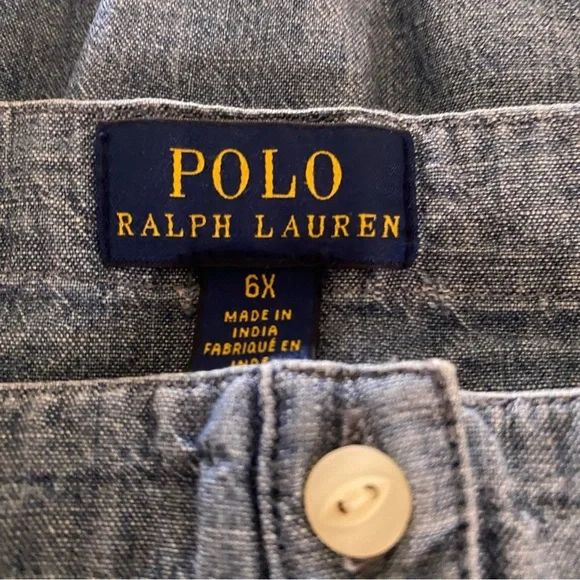 POLO
RALPH LAUREN
6X
MADE IN
INDIA
FABRIQUÉ EN